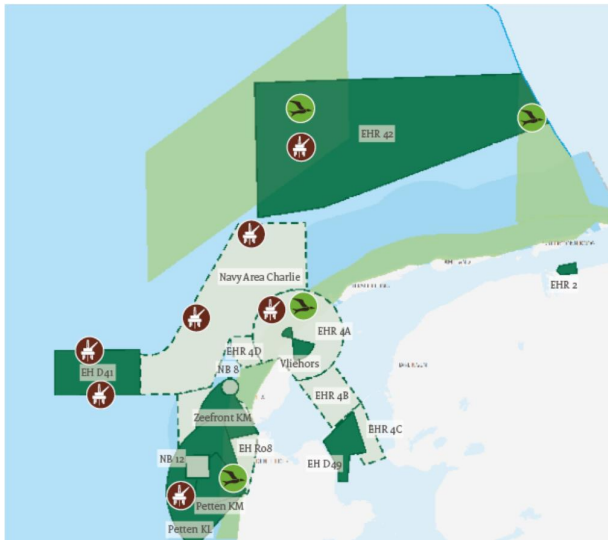 EHR 42
Navy Area Charlie
EHR 2
EHR 4A
EHR 4D
Vliehors
EH D41
NB 8
EHR 4B
Zeefront KM
EHR 4C
EH R08
NB 12
EH D49
Petten KM
Petten KL